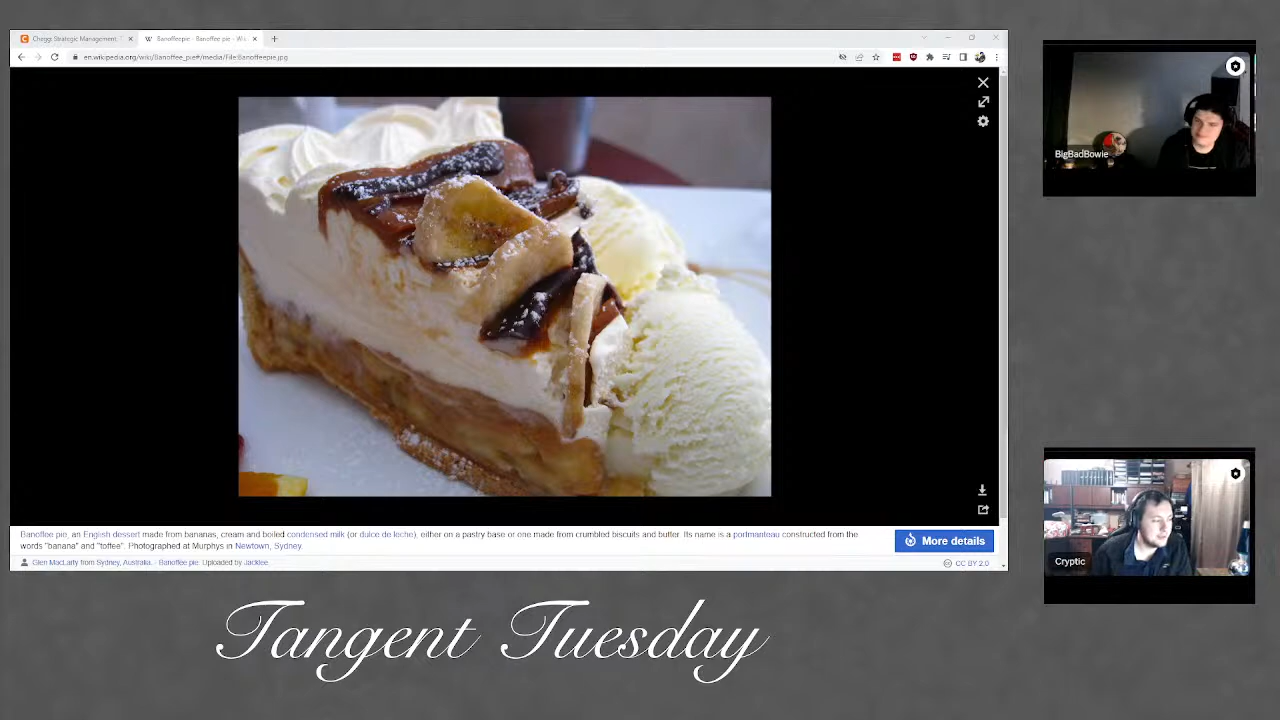 Chegg Strategic Management
Banoffeepie - Banoffee pie - Wi
en.wikipedia.org/wiki/Banoffee_pie#/media/File:Banoffeepie.jpg
BigBadBowie
Cryptic
Banoffee pie, an English dessert made from bananas, cream and boiled condensed milk (or dulce de leche), either on a pastry base or one made from crumbled biscuits and butter. Its name is a portmanteau constructed from the
words "banana" and "toffee". Photographed at Murphys in Newtown, Sydney.
More details
Glen MacLarty from Sydney, Australia. - Banoffee pie. Uploaded by Jacklee.
CC BY 2.0
Tangent Tuesday